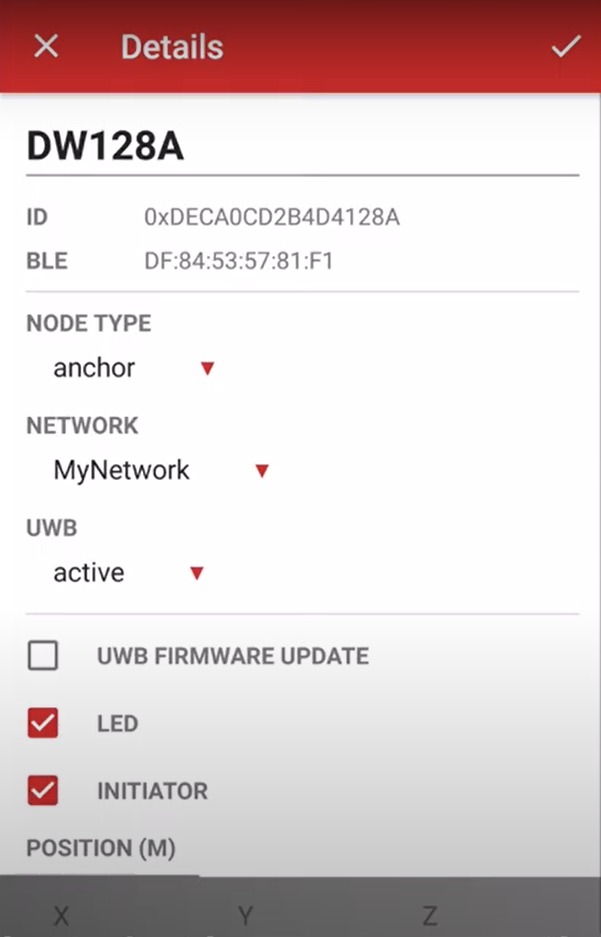 Details
DW128A
ID 0xDECA0CD2B4D4128A
BLE DF:84:53:57:81:F1
NODE TYPE
anchor
NETWORK
MyNetwork
UWB
active
UWB FIRMWARE UPDATE
LED
INITIATOR
POSITION (M)
X Y Z